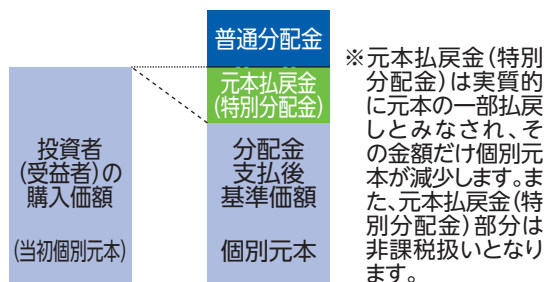 普通分配金
元本払戻金
(特別分配金)
投資者
(受益者)の
購入価額
(当初個別元本)
分配金
支払後
基準価額
個別元本
※元本払戻金(特別
分配金)は実質的
に元本の一部払戻
しとみなされ、そ
の金額だけ個別元
本が減少します。ま
た、元本払戻金(特
別分配金)部分は
非課税扱いとなり
ます。